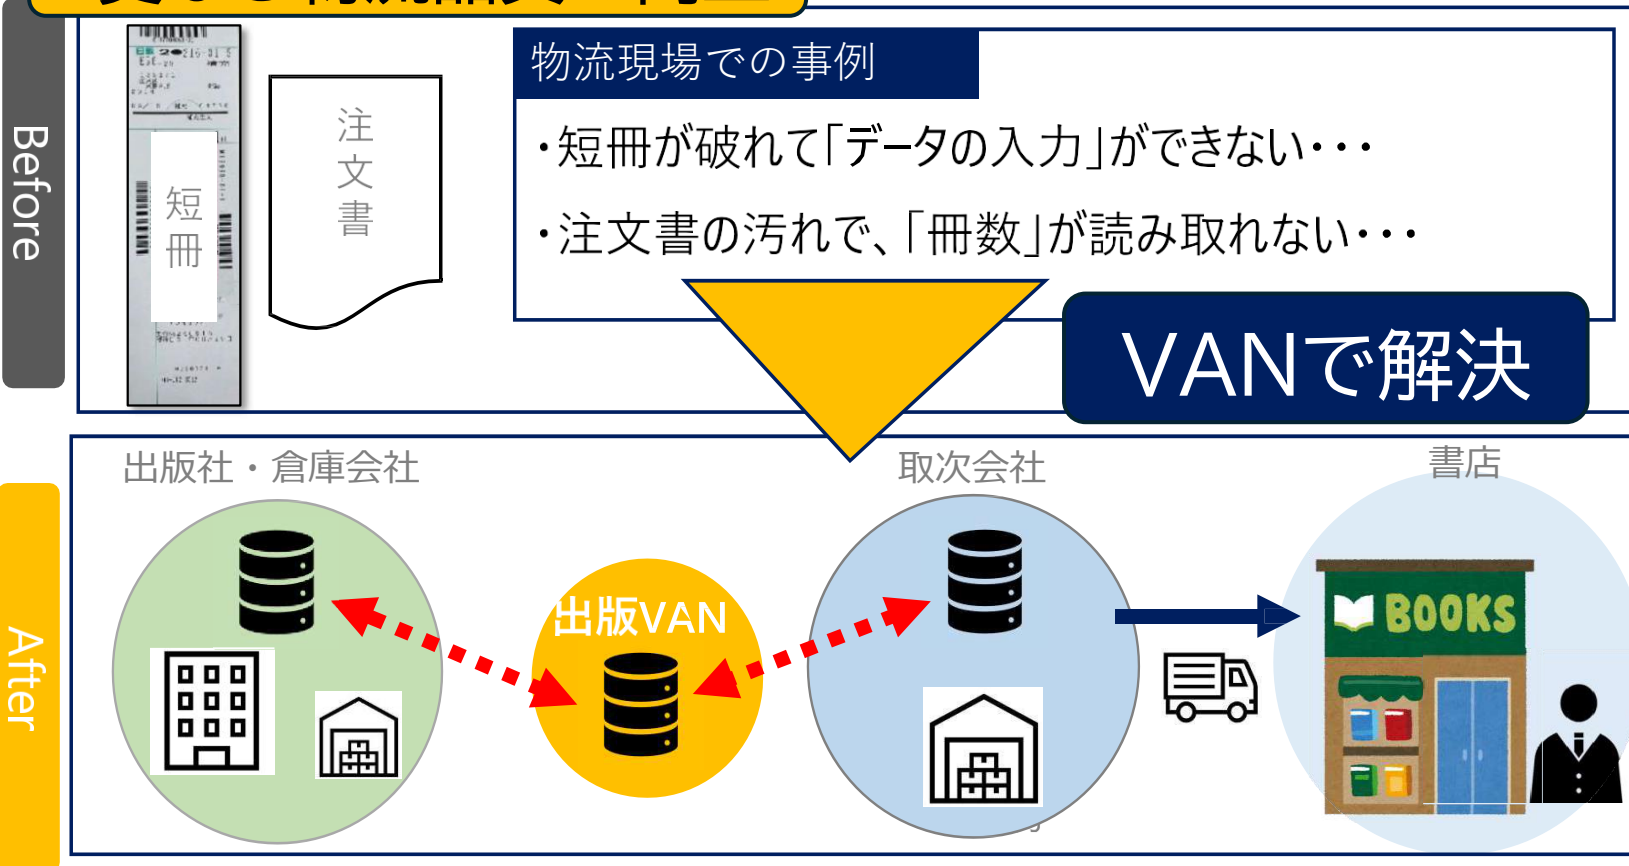 Before
短冊
注文書
物流現場での事例
・短冊が破れて「データの入力」ができない・・・
・注文書の汚れで、「冊数」が読み取れない・・・
VANで解決
After
出版社・倉庫会社
取次会社
書店
出版VAN
BOOKS